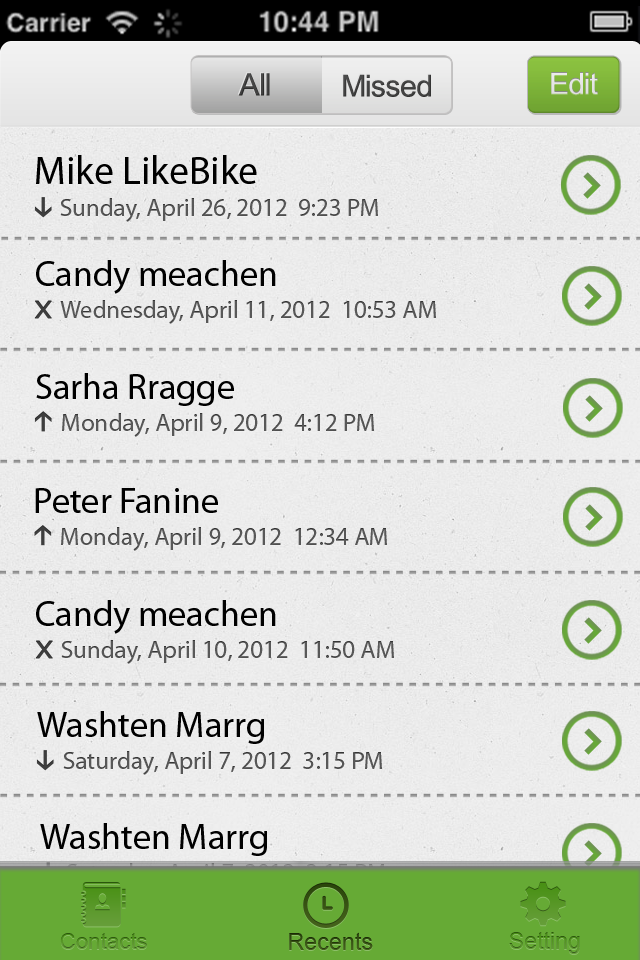 Carrier 10:44 PM
All Missed Edit
Mike LikeBike
↓ Sunday, April 26, 2012 9:23 PM
Candy meachen
X Wednesday, April 11, 2012 10:53 AM
Sarha Rragge
↑ Monday, April 9, 2012 4:12 PM
Peter Fanine
↑ Monday, April 9, 2012 12:34 AM
Candy meachen
X Sunday, April 10, 2012 11:50 AM
Washten Marrg
↓ Saturday, April 7, 2012 3:15 PM
Washten Marrg
Contacts Recents Setting